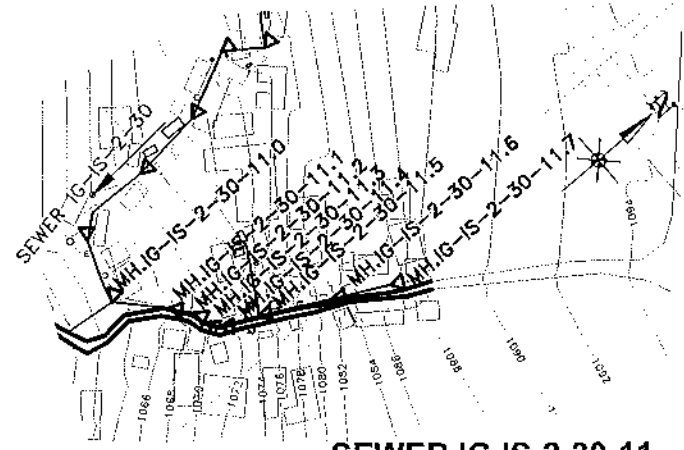 SEWER IG-IS-2-30
MH.IG-IS-2-30-11.0
MH.IG-IS-2-30-11.1
MH.IG-IS-2-30-11.2
MH.IG-IS-2-30-11.3
MH.IG-IS-2-30-11.4
MH.IG-IS-2-30-11.5
MH.IG-IS-2-30-11.6
MH.IG-IS-2-30-11.7
N
1066
1068
1070
1072
1074
1076
1078
1080
1082
1084
1086
1088
1090
1092
1094
SEWER IG-IS-2-30-11